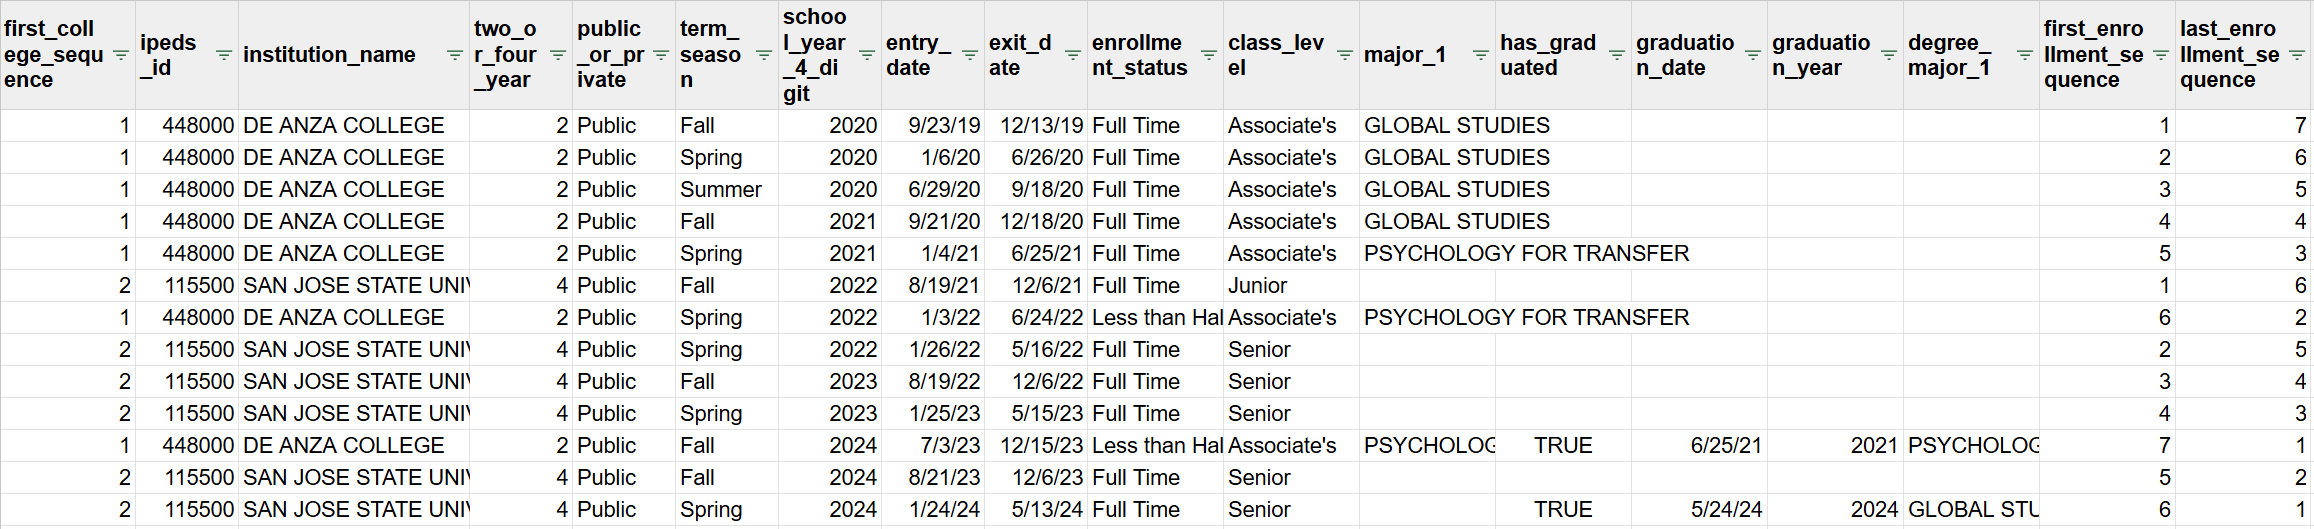 first_college_sequence ipeds_id institution_name two_or_four_year public_or_private term_season school_year_4_digit entry_date exit_date enrollment_status class_level major_1 has_graduated graduation_date graduation_year degree_major_1 first_enrollment_sequence last_enrollment_sequence
1 448000 DE ANZA COLLEGE 2 Public Fall 2020 9/23/19 12/13/19 Full Time Associate's GLOBAL STUDIES 1 7
1 448000 DE ANZA COLLEGE 2 Public Spring 2020 1/6/20 6/26/20 Full Time Associate's GLOBAL STUDIES 2 6
1 448000 DE ANZA COLLEGE 2 Public Summer 2020 6/29/20 9/18/20 Full Time Associate's GLOBAL STUDIES 3 5
1 448000 DE ANZA COLLEGE 2 Public Fall 2021 9/21/20 12/18/20 Full Time Associate's GLOBAL STUDIES 4 4
1 448000 DE ANZA COLLEGE 2 Public Spring 2021 1/4/21 6/25/21 Full Time Associate's PSYCHOLOGY FOR TRANSFER 5 3
2 115500 SAN JOSE STATE UNIV 4 Public Fall 2022 8/19/21 12/6/21 Full Time Junior 1 6
1 448000 DE ANZA COLLEGE 2 Public Spring 2022 1/3/22 6/24/22 Less than Hal Associate's PSYCHOLOGY FOR TRANSFER 6 2
2 115500 SAN JOSE STATE UNIV 4 Public Spring 2022 1/26/22 5/16/22 Full Time Senior 2 5
2 115500 SAN JOSE STATE UNIV 4 Public Fall 2023 8/19/22 12/6/22 Full Time Senior 3 4
2 115500 SAN JOSE STATE UNIV 4 Public Spring 2023 1/25/23 5/15/23 Full Time Senior 4 3
1 448000 DE ANZA COLLEGE 2 Public Fall 2024 7/3/23 12/15/23 Less than Hal Associate's PSYCHOLOG TRUE 6/25/21 2021 PSYCHOLOG 7 1
2 115500 SAN JOSE STATE UNIV 4 Public Fall 2024 8/21/23 12/6/23 Full Time Senior 5 2
2 115500 SAN JOSE STATE UNIV 4 Public Spring 2024 1/24/24 5/13/24 Full Time Senior TRUE 5/24/24 2024 GLOBAL STU 6 1